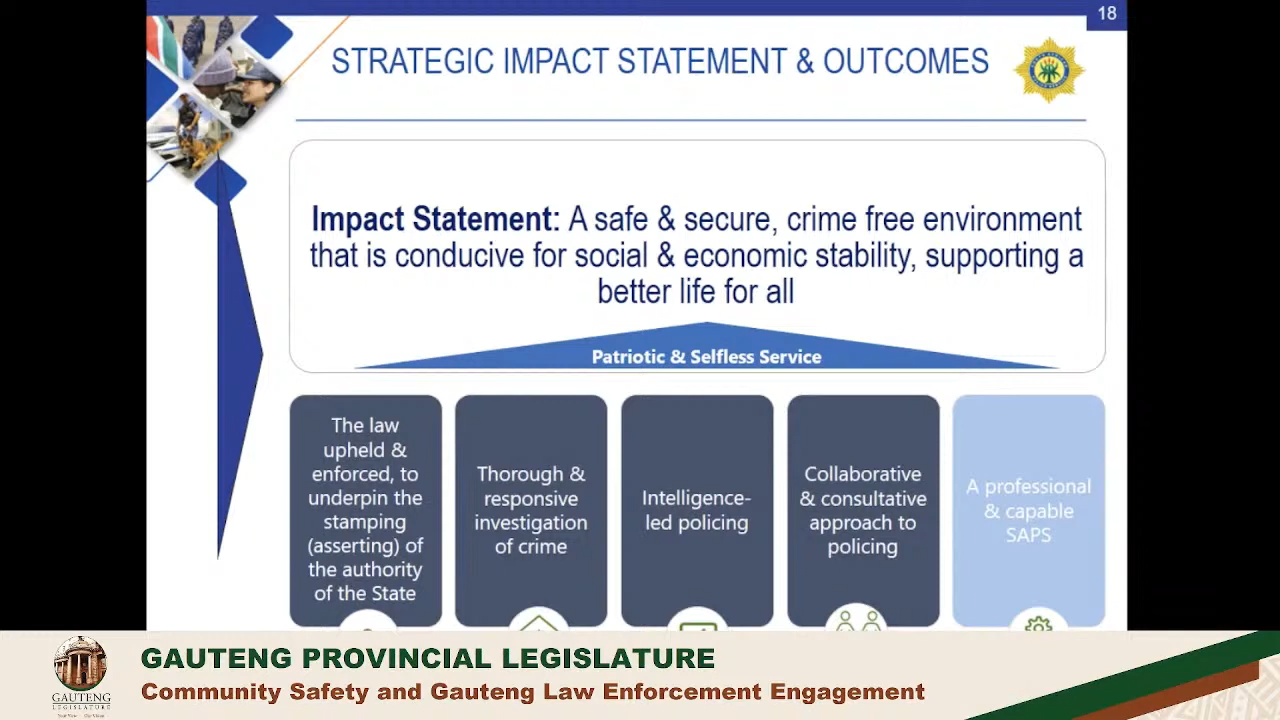 18
STRATEGIC IMPACT STATEMENT & OUTCOMES
Impact Statement: A safe & secure, crime free environment
that is conducive for social & economic stability, supporting a
better life for all
Patriotic & Selfless Service
The law
upheld &
enforced, to
underpin the
stamping
(asserting) of
the authority
of the State
Thorough &
responsive
investigation
of crime
Intelligence-
led policing
Collaborative
& consultative
approach to
policing
A professional
& capable
SAPS
GAUTENG PROVINCIAL LEGISLATURE
Community Safety and Gauteng Law Enforcement Engagement
GAUTENG
LEGISLATURE